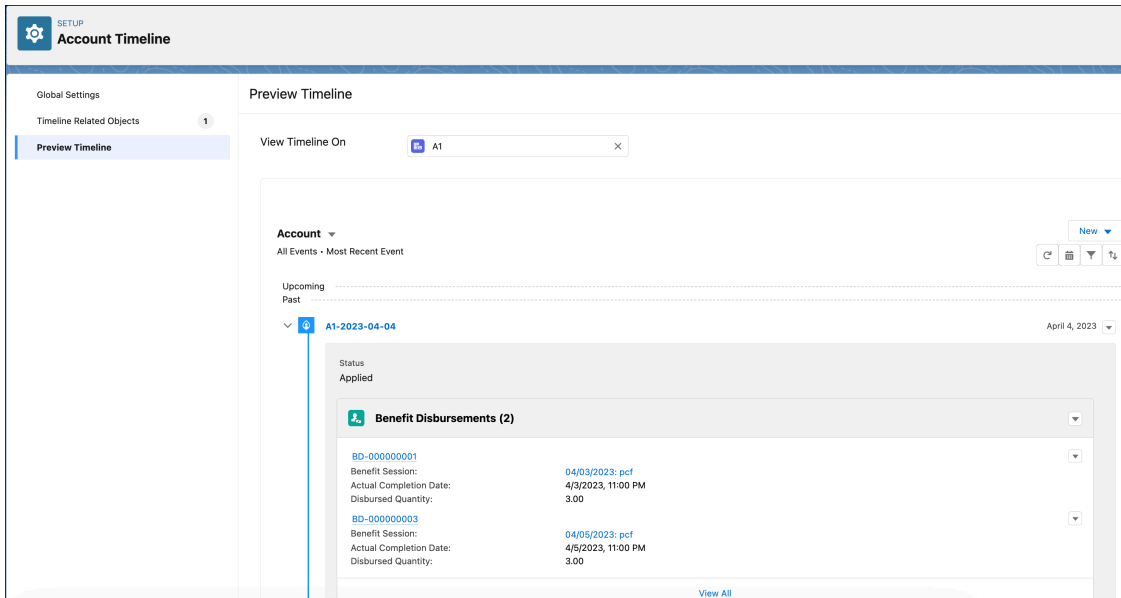 SETUP
Account Timeline
Global Settings
Timeline Related Objects 1
Preview Timeline
Preview Timeline
View Timeline On A1
Account
New
All Events • Most Recent Event
Upcoming
Past
A1-2023-04-04 April 4, 2023
Status
Applied
Benefit Disbursements (2)
BD-000000001
Benefit Session: 04/03/2023: pcf
Actual Completion Date: 4/3/2023, 11:00 PM
Disbursed Quantity: 3.00
BD-000000003
Benefit Session: 04/05/2023: pcf
Actual Completion Date: 4/5/2023, 11:00 PM
Disbursed Quantity: 3.00
View All